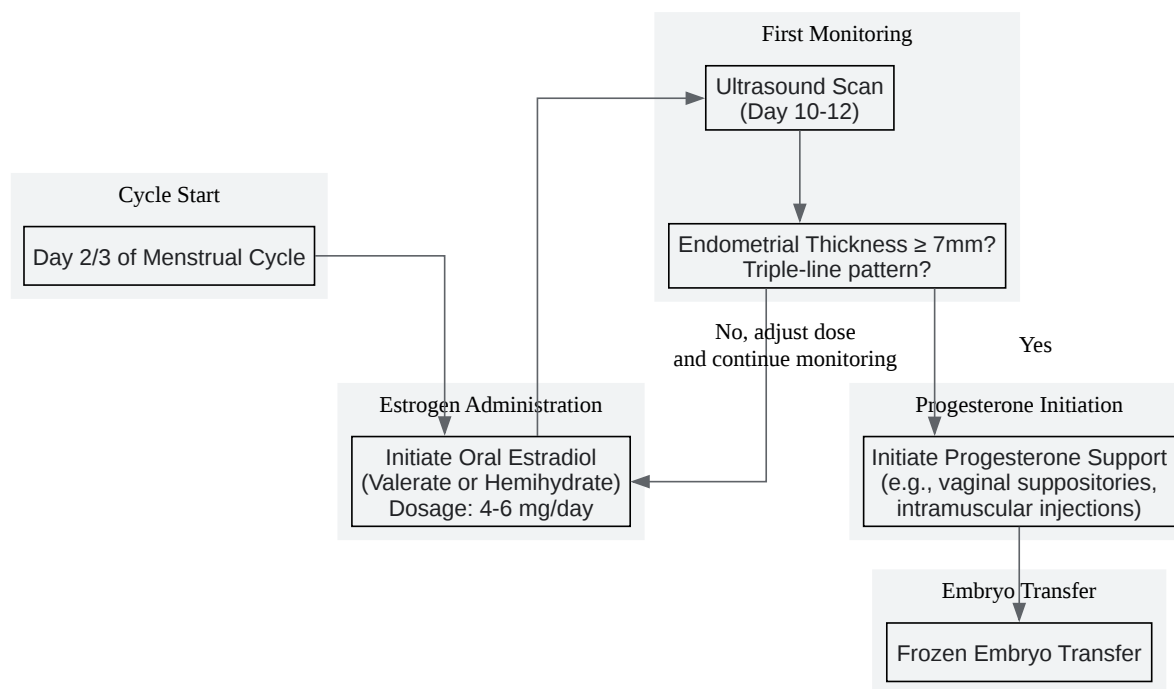 Cycle Start
Day 2/3 of Menstrual Cycle
Estrogen Administration
Initiate Oral Estradiol
(Valerate or Hemihydrate)
Dosage: 4-6 mg/day
First Monitoring
Ultrasound Scan
(Day 10-12)
Endometrial Thickness ≥ 7mm?
Triple-line pattern?
No, adjust dose
and continue monitoring
Yes
Progesterone Initiation
Initiate Progesterone Support
(e.g., vaginal suppositories,
intramuscular injections)
Embryo Transfer
Frozen Embryo Transfer